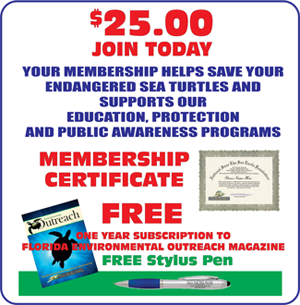 $25.00
JOIN TODAY
YOUR MEMBERSHIP HELPS SAVE YOUR
ENDANGERED SEA TURTLES AND
SUPPORTS OUR
EDUCATION, PROTECTION
AND PUBLIC AWARENESS PROGRAMS
MEMBERSHIP
CERTIFICATE
FREE
Outreach
ONE YEAR SUBSCRIPTION TO
FLORIDA ENVIRONMENTAL OUTREACH MAGAZINE
FREE Stylus Pen